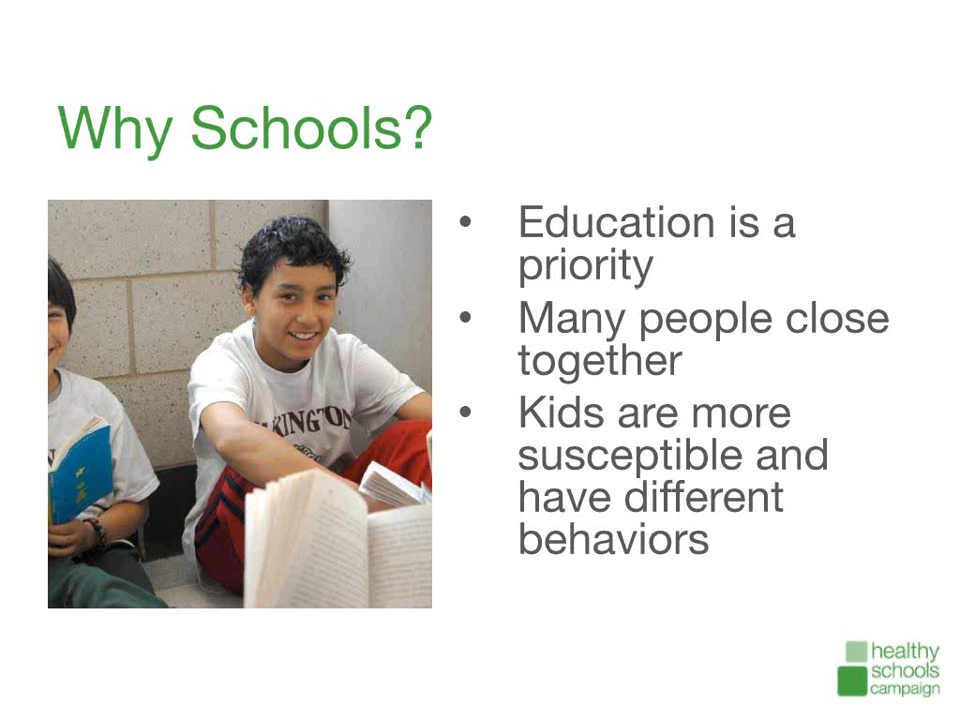 Why Schools?
• Education is a
priority
• Many people close
together
• Kids are more
susceptible and
have different
behaviors
healthy
schools
campaign